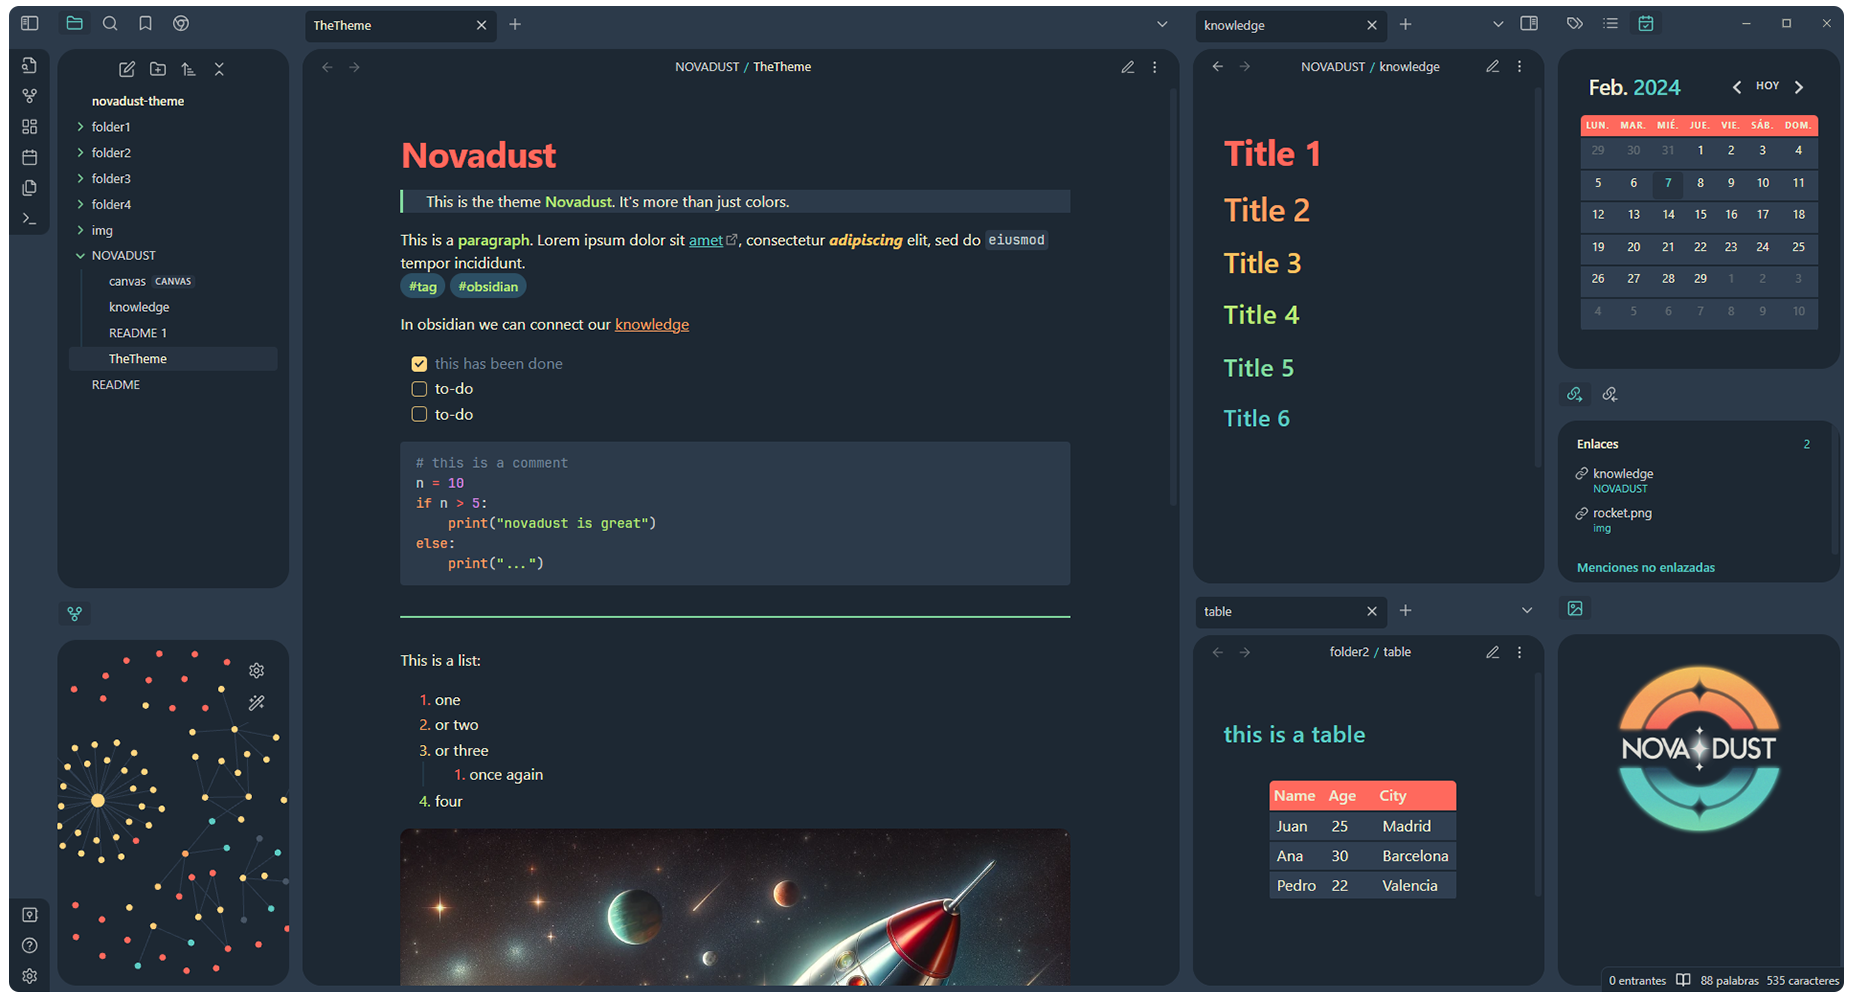 TheTheme
knowledge
novadust-theme
folder1
folder2
folder3
folder4
img
NOVADUST
canvas CANVAS
knowledge
README 1
TheTheme
README
NOVADUST / TheTheme
Novadust
This is the theme Novadust. It's more than just colors.
This is a paragraph. Lorem ipsum dolor sit amet, consectetur adipiscing elit, sed do eiusmod
tempor incididunt.
#tag #obsidian
In obsidian we can connect our knowledge
this has been done
to-do
to-do
# this is a comment
n = 10
if n > 5:
print("novadust is great")
else:
print("...")
This is a list:
1. one
2. or two
3. or three
1. once again
4. four
NOVADUST / knowledge
Title 1
Title 2
Title 3
Title 4
Title 5
Title 6
table
folder2 / table
this is a table
Name Age City
Juan 25 Madrid
Ana 30 Barcelona
Pedro 22 Valencia
Feb. 2024 HOY
LUN. MAR. MIÉ. JUE. VIE. SÁB. DOM.
29 30 31 1 2 3 4
5 6 7 8 9 10 11
12 13 14 15 16 17 18
19 20 21 22 23 24 25
26 27 28 29 1 2 3
4 5 6 7 8 9 10
Enlaces 2
knowledge
NOVADUST
rocket.png
img
Menciones no enlazadas
NOVA DUST
0 entrantes 88 palabras 535 caracteres